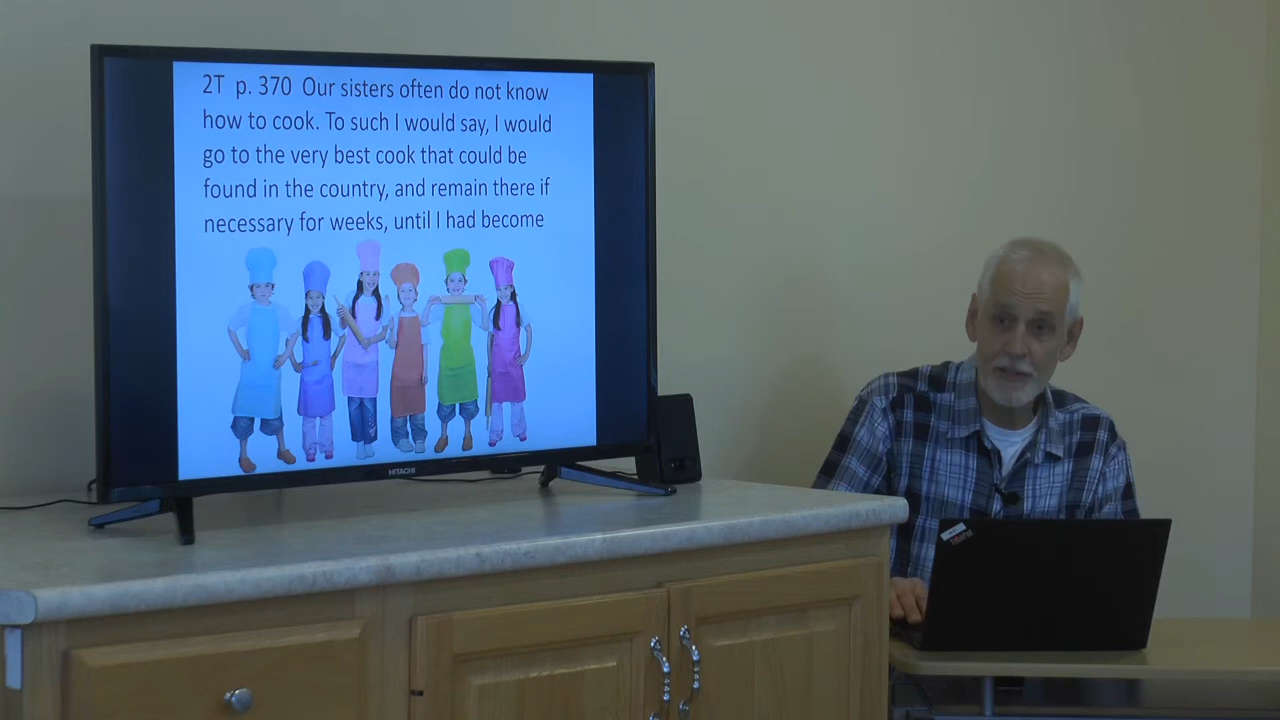 2T p. 370 Our sisters often do not know
how to cook. To such I would say, I would
go to the very best cook that could be
found in the country, and remain there if
necessary for weeks, until I had become
HITACHI
ThinkPad